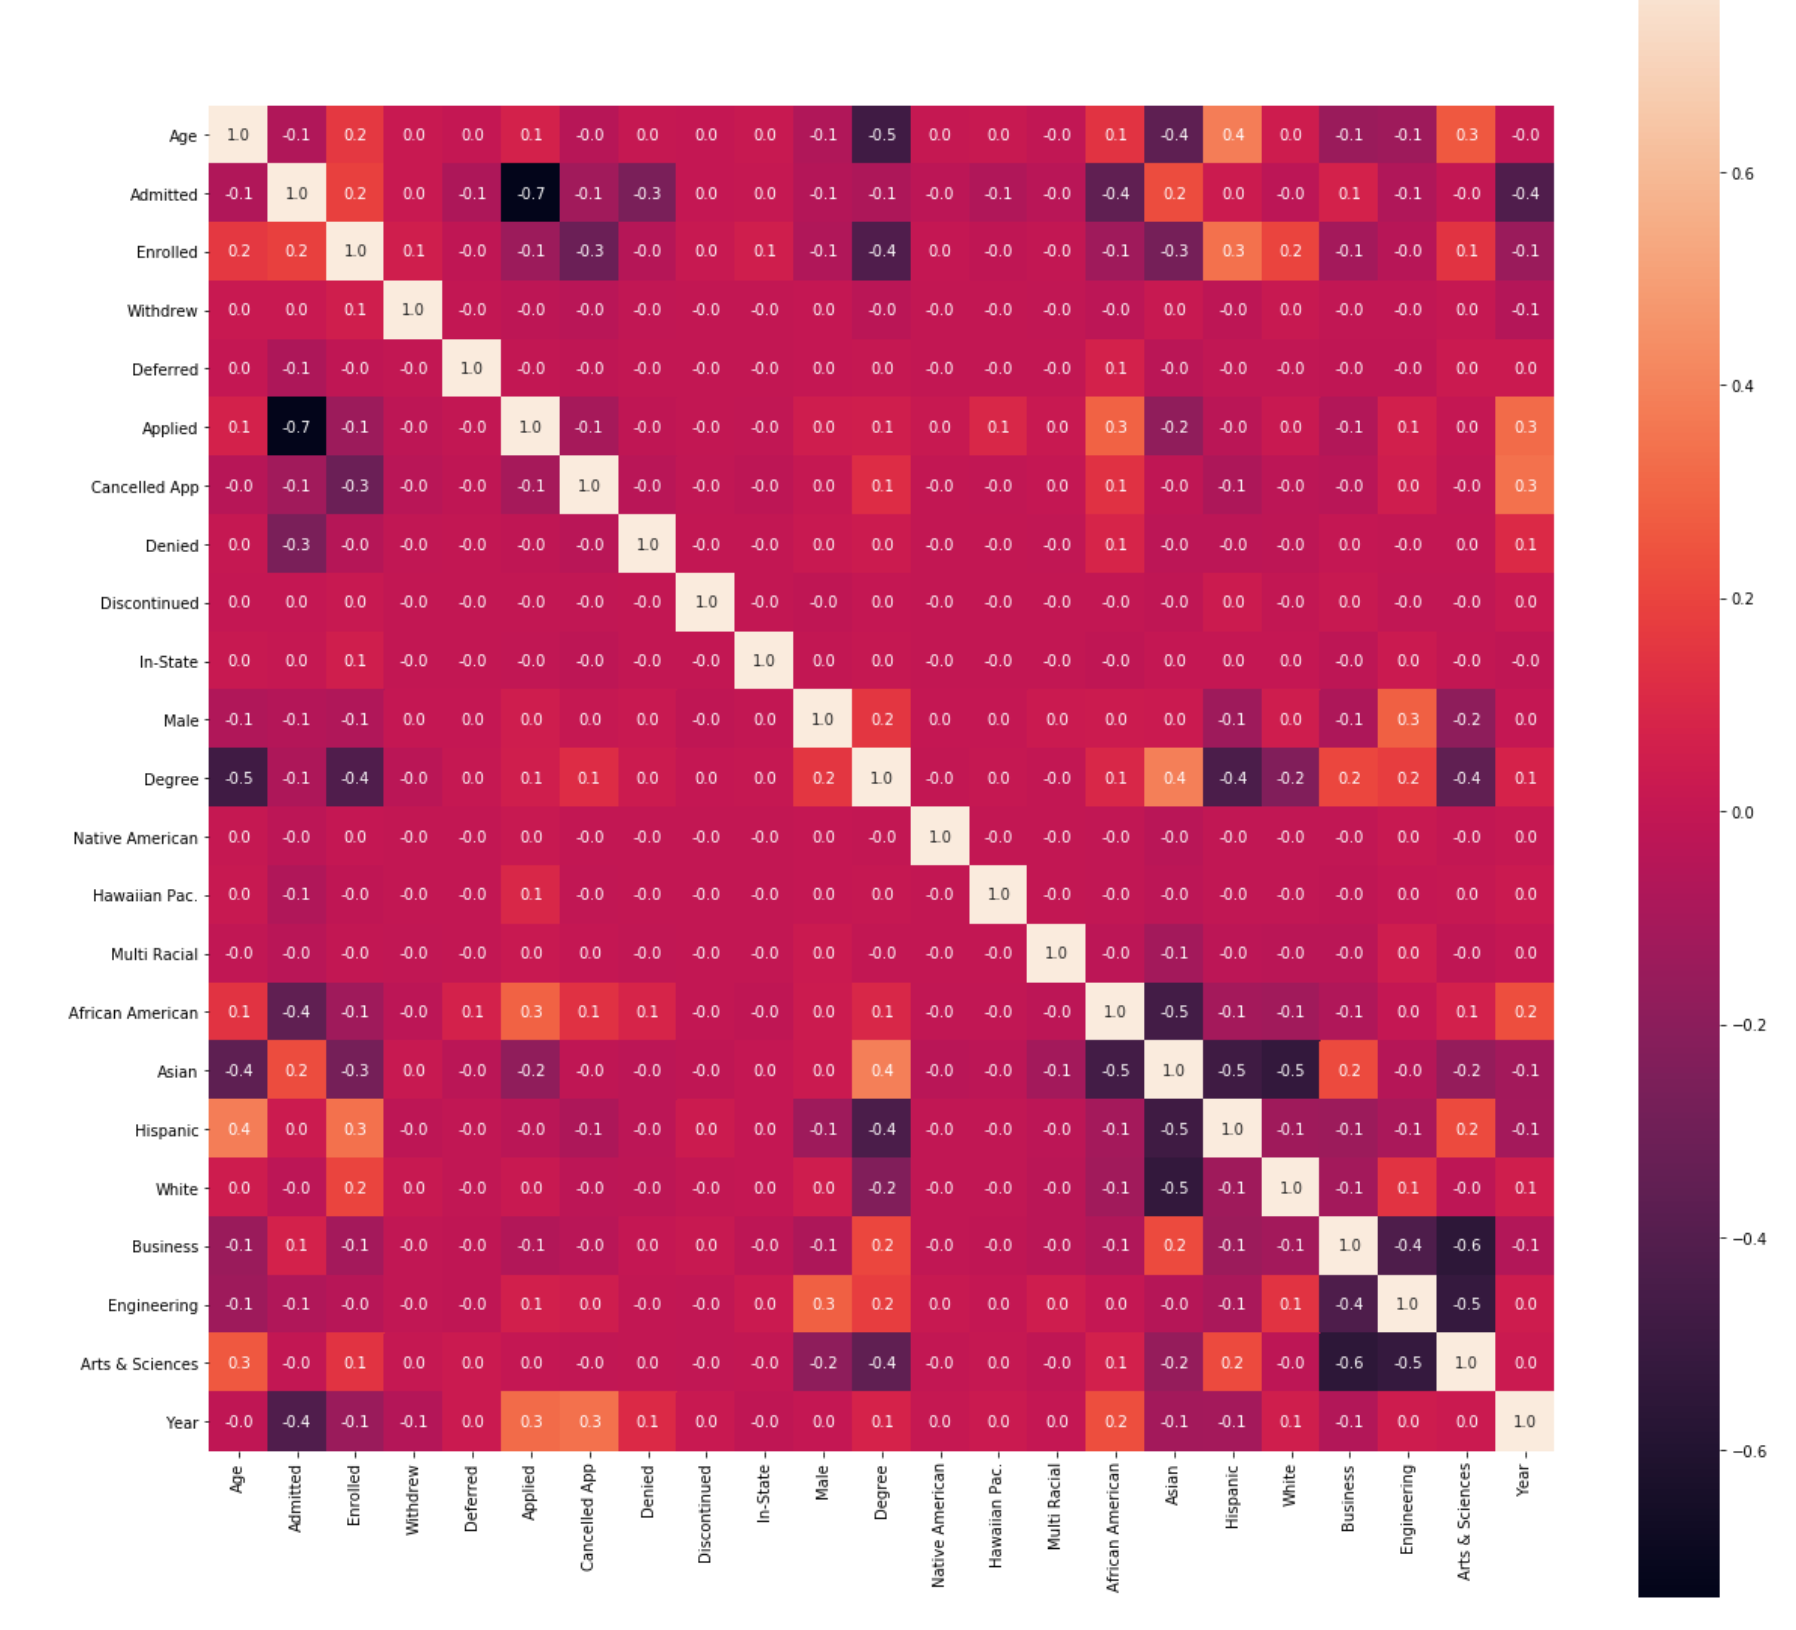 Age 1.0 -0.1 0.2 0.0 0.0 0.1 -0.0 0.0 0.0 0.0 -0.1 -0.5 0.0 0.0 -0.0 0.1 -0.4 0.4 0.0 -0.1 -0.1 0.3 -0.0
Admitted -0.1 1.0 0.2 0.0 -0.1 -0.7 -0.1 -0.3 0.0 0.0 -0.1 -0.1 -0.0 -0.1 -0.0 -0.4 0.2 0.0 -0.0 0.1 -0.1 -0.0 -0.4
Enrolled 0.2 0.2 1.0 0.1 -0.0 -0.1 -0.3 -0.0 0.0 0.1 -0.1 -0.4 0.0 -0.0 -0.0 -0.1 -0.3 0.3 0.2 -0.1 -0.0 0.1 -0.1
Withdrew 0.0 0.0 0.1 1.0 -0.0 -0.0 -0.0 -0.0 -0.0 -0.0 0.0 -0.0 -0.0 -0.0 -0.0 -0.0 0.0 -0.0 0.0 -0.0 -0.0 0.0 -0.1
Deferred 0.0 -0.1 -0.0 -0.0 1.0 -0.0 -0.0 -0.0 -0.0 -0.0 0.0 0.0 -0.0 -0.0 -0.0 0.1 -0.0 -0.0 -0.0 -0.0 -0.0 0.0 0.0
Applied 0.1 -0.7 -0.1 -0.0 -0.0 1.0 -0.1 -0.0 -0.0 -0.0 0.0 0.1 0.0 0.1 0.0 0.3 -0.2 -0.0 0.0 -0.1 0.1 0.0 0.3
Cancelled App -0.0 -0.1 -0.3 -0.0 -0.0 -0.1 1.0 -0.0 -0.0 -0.0 0.0 0.1 -0.0 -0.0 0.0 0.1 -0.0 -0.1 -0.0 -0.0 0.0 -0.0 0.3
Denied 0.0 -0.3 -0.0 -0.0 -0.0 -0.0 -0.0 1.0 -0.0 -0.0 0.0 0.0 -0.0 -0.0 -0.0 0.1 -0.0 -0.0 -0.0 0.0 -0.0 0.0 0.1
Discontinued 0.0 0.0 0.0 -0.0 -0.0 -0.0 -0.0 -0.0 1.0 -0.0 -0.0 0.0 -0.0 -0.0 -0.0 -0.0 -0.0 0.0 -0.0 0.0 -0.0 -0.0 0.0
In-State 0.0 0.0 0.1 -0.0 -0.0 -0.0 -0.0 -0.0 -0.0 1.0 0.0 0.0 -0.0 -0.0 -0.0 -0.0 0.0 0.0 0.0 -0.0 0.0 -0.0 -0.0
Male -0.1 -0.1 -0.1 0.0 0.0 0.0 0.0 0.0 -0.0 0.0 1.0 0.2 0.0 0.0 0.0 0.0 0.0 -0.1 0.0 -0.1 0.3 -0.2 0.0
Degree -0.5 -0.1 -0.4 -0.0 0.0 0.1 0.1 0.0 0.0 0.0 0.2 1.0 -0.0 0.0 -0.0 0.1 0.4 -0.4 -0.2 0.2 0.2 -0.4 0.1
Native American 0.0 -0.0 0.0 -0.0 -0.0 0.0 -0.0 -0.0 -0.0 -0.0 0.0 -0.0 1.0 -0.0 -0.0 -0.0 -0.0 -0.0 -0.0 -0.0 0.0 -0.0 0.0
Hawaiian Pac. 0.0 -0.1 -0.0 -0.0 -0.0 0.1 -0.0 -0.0 -0.0 -0.0 0.0 0.0 -0.0 1.0 -0.0 -0.0 -0.0 -0.0 -0.0 -0.0 0.0 0.0 0.0
Multi Racial -0.0 -0.0 -0.0 -0.0 -0.0 0.0 0.0 -0.0 -0.0 -0.0 0.0 -0.0 -0.0 -0.0 1.0 -0.0 -0.1 -0.0 -0.0 -0.0 0.0 -0.0 0.0
African American 0.1 -0.4 -0.1 -0.0 0.1 0.3 0.1 0.1 -0.0 -0.0 0.0 0.1 -0.0 -0.0 -0.0 1.0 -0.5 -0.1 -0.1 -0.1 0.0 0.1 0.2
Asian -0.4 0.2 -0.3 0.0 -0.0 -0.2 -0.0 -0.0 -0.0 0.0 0.0 0.4 -0.0 -0.0 -0.1 -0.5 1.0 -0.5 -0.5 0.2 -0.0 -0.2 -0.1
Hispanic 0.4 0.0 0.3 -0.0 -0.0 -0.0 -0.1 -0.0 0.0 0.0 -0.1 -0.4 -0.0 -0.0 -0.0 -0.1 -0.5 1.0 -0.1 -0.1 -0.1 0.2 -0.1
White 0.0 -0.0 0.2 0.0 -0.0 0.0 -0.0 -0.0 -0.0 0.0 0.0 -0.2 -0.0 -0.0 -0.0 -0.1 -0.5 -0.1 1.0 -0.1 0.1 -0.0 0.1
Business -0.1 0.1 -0.1 -0.0 -0.0 -0.1 -0.0 0.0 0.0 -0.0 -0.1 0.2 -0.0 -0.0 -0.0 -0.1 0.2 -0.1 -0.1 1.0 -0.4 -0.6 -0.1
Engineering -0.1 -0.1 -0.0 -0.0 -0.0 0.1 0.0 -0.0 -0.0 0.0 0.3 0.2 0.0 0.0 0.0 0.0 -0.0 -0.1 0.1 -0.4 1.0 -0.5 0.0
Arts & Sciences 0.3 -0.0 0.1 0.0 0.0 0.0 -0.0 0.0 -0.0 -0.0 -0.2 -0.4 -0.0 0.0 -0.0 0.1 -0.2 0.2 -0.0 -0.6 -0.5 1.0 0.0
Year -0.0 -0.4 -0.1 -0.1 0.0 0.3 0.3 0.1 0.0 -0.0 0.0 0.1 0.0 0.0 0.0 0.2 -0.1 -0.1 0.1 -0.1 0.0 0.0 1.0
Age
Admitted
Enrolled
Withdrew
Deferred
Applied
Cancelled App
Denied
Discontinued
In-State
Male
Degree
Native American
Hawaiian Pac.
Multi Racial
African American
Asian
Hispanic
White
Business
Engineering
Arts & Sciences
Year
0.6
0.4
0.2
0.0
−0.2
−0.4
−0.6